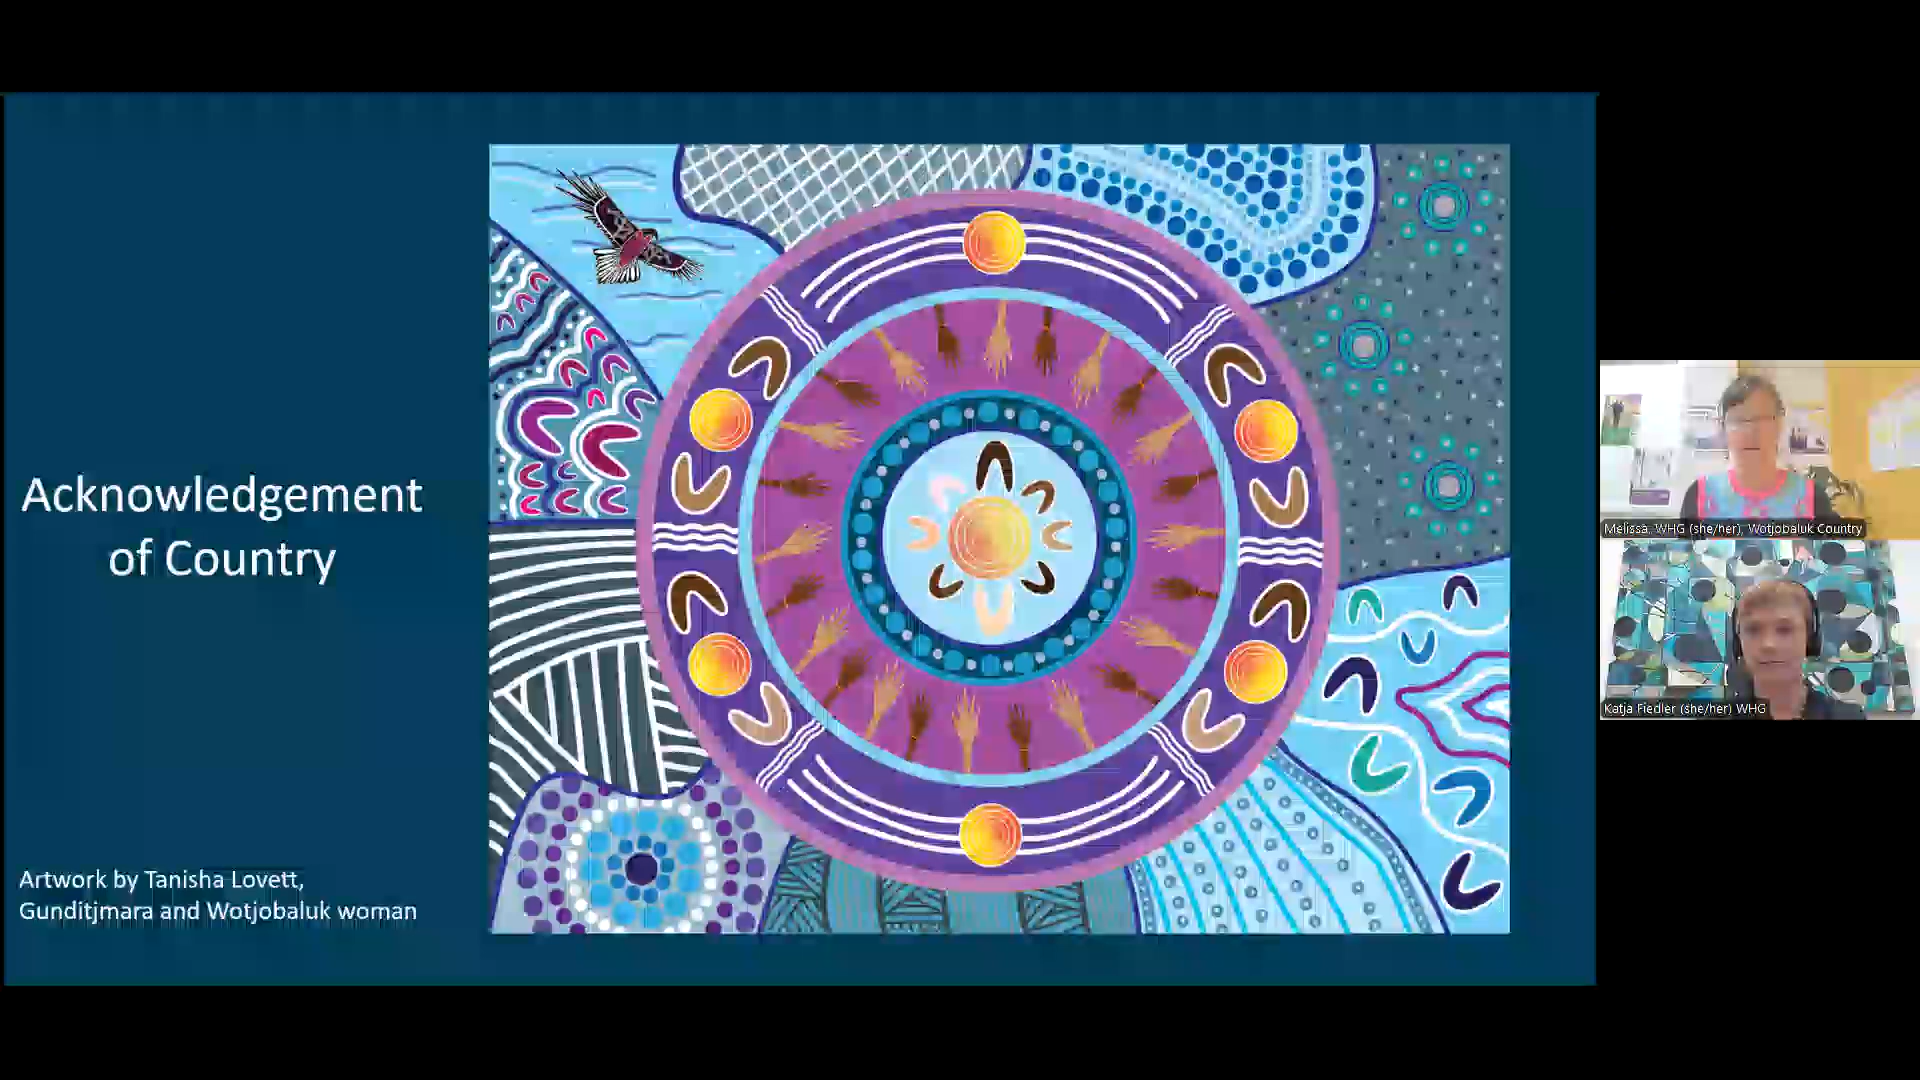 Acknowledgement
of Country
Artwork by Tanisha Lovett,
Gunditjmara and Wotjobaluk woman
Melissa, WHG (she/her), Wotjobaluk Country
Katja Fiedler (she/her) WHG